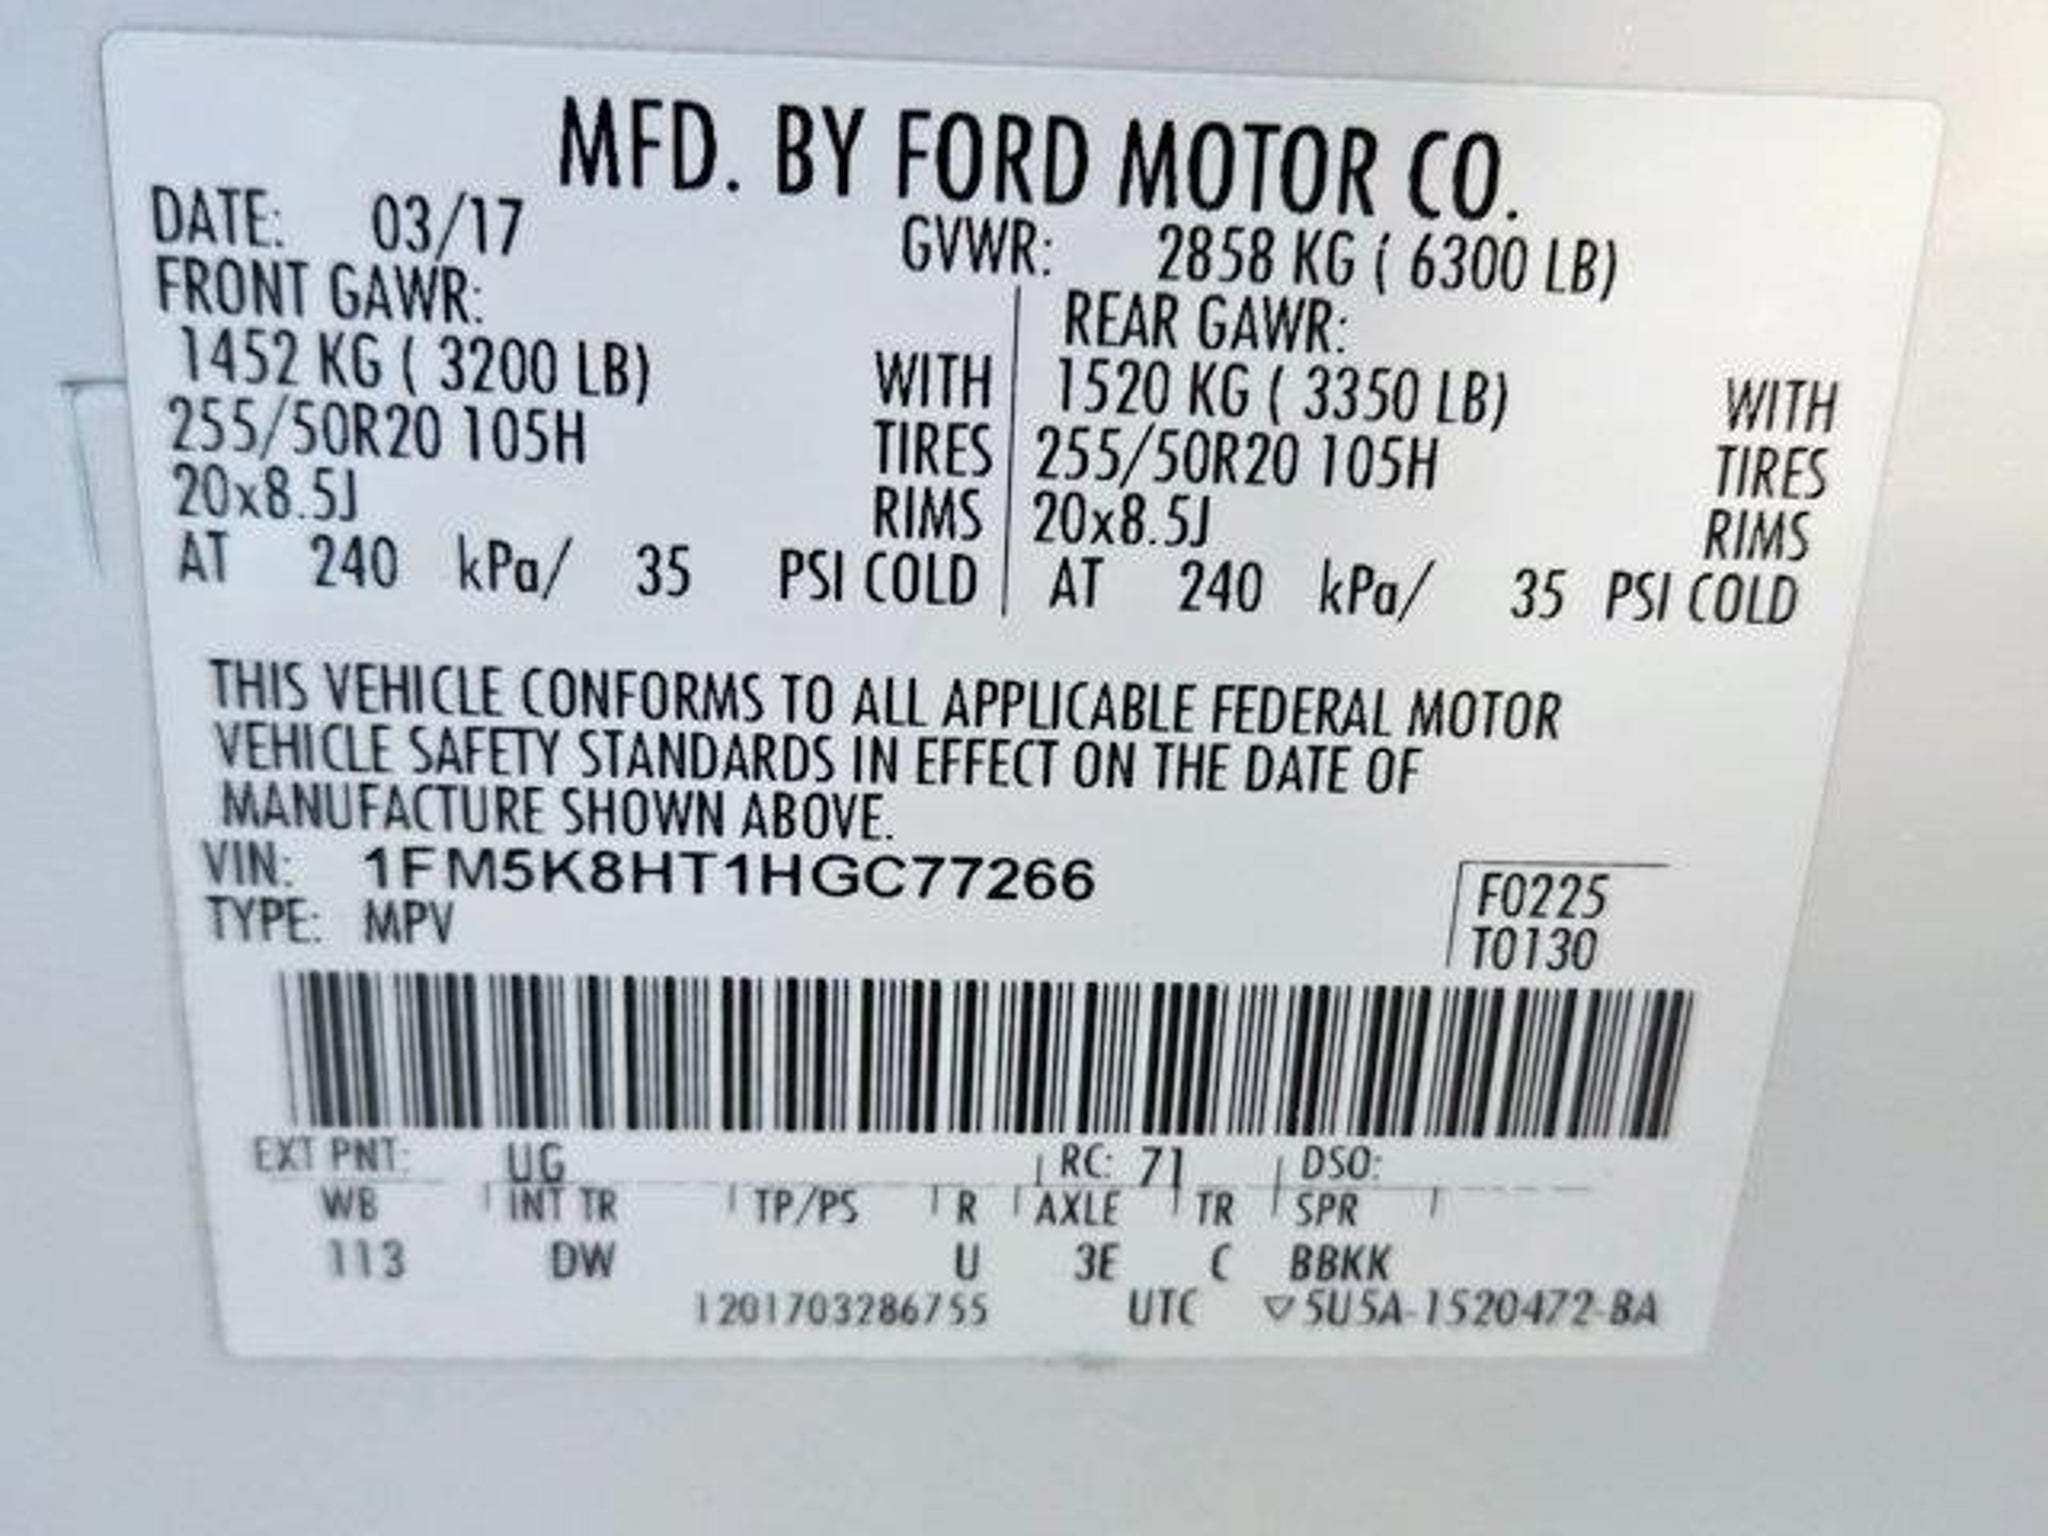 MFD. BY FORD MOTOR CO.
DATE: 03/17 GVWR: 2858 KG ( 6300 LB)
FRONT GAWR: REAR GAWR:
1452 KG ( 3200 LB) WITH 1520 KG ( 3350 LB) WITH
255/50R20 105H TIRES 255/50R20 105H TIRES
20x8.5J RIMS 20x8.5J RIMS
AT 240 kPa/ 35 PSI COLD AT 240 kPa/ 35 PSI COLD
THIS VEHICLE CONFORMS TO ALL APPLICABLE FEDERAL MOTOR
VEHICLE SAFETY STANDARDS IN EFFECT ON THE DATE OF
MANUFACTURE SHOWN ABOVE.
VIN: 1FM5K8HT1HGC77266 F0225
TYPE: MPV T0130
EXT PNT: UG RC: 71 DSO:
WB INT TR TP/PS R AXLE TR SPR
113 DW U 3E C BBKK
1201703286755 UTC ▽5U5A-1520472-BA